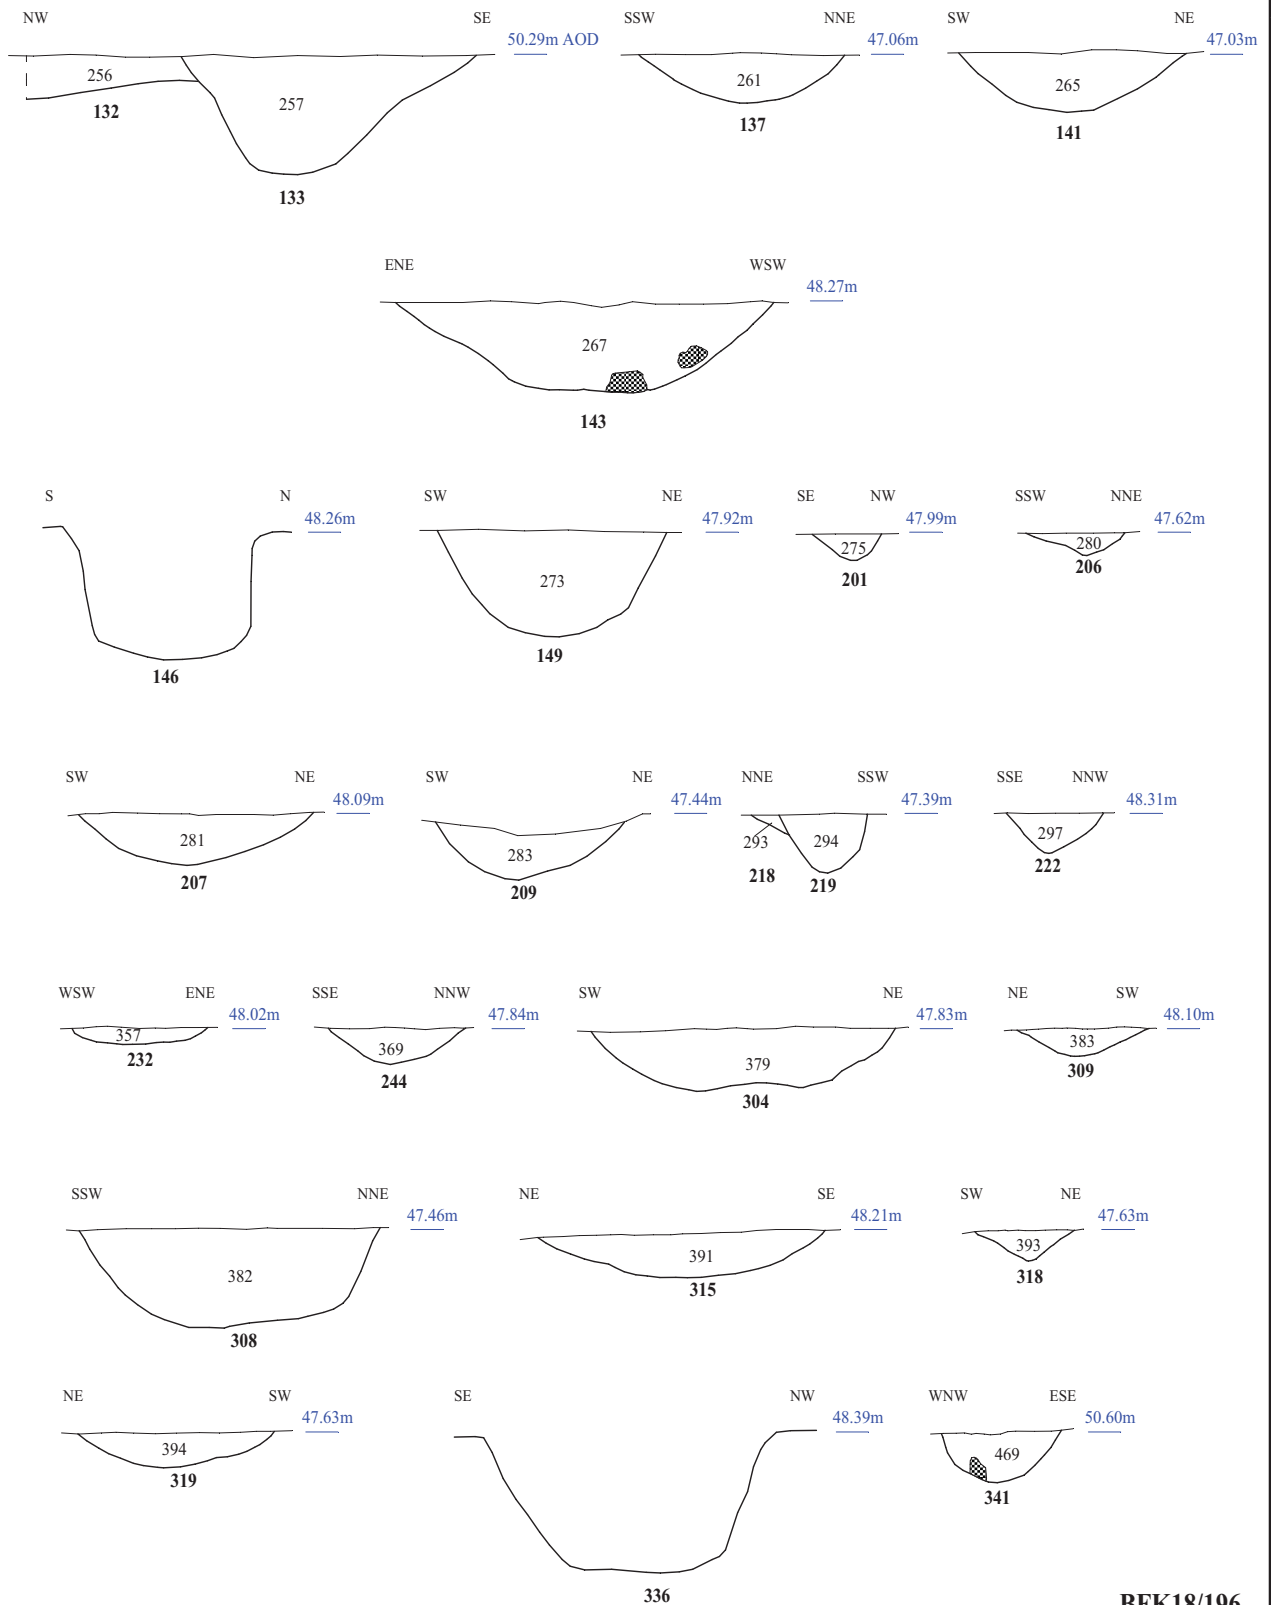 NW SE 50.29m AOD
256 257
132
133
SSW NNE 47.06m
261
137
SW NE 47.03m
265
141
ENE WSW 48.27m
267
143
S N 48.26m
146
SW NE 47.92m
273
149
SE NW 47.99m
275
201
SSW NNE 47.62m
280
206
SW NE 48.09m
281
207
SW NE 47.44m
283
209
NNE SSW 47.39m
293 294
218 219
SSE NNW 48.31m
297
222
WSW ENE 48.02m
357
232
SSE NNW 47.84m
369
244
SW NE 47.83m
379
304
NE SW 48.10m
383
309
SSW NNE 47.46m
382
308
NE SE 48.21m
391
315
SW NE 47.63m
393
318
NE SW 47.63m
394
319
SE NW 48.39m
336
WNW ESE 50.60m
469
341